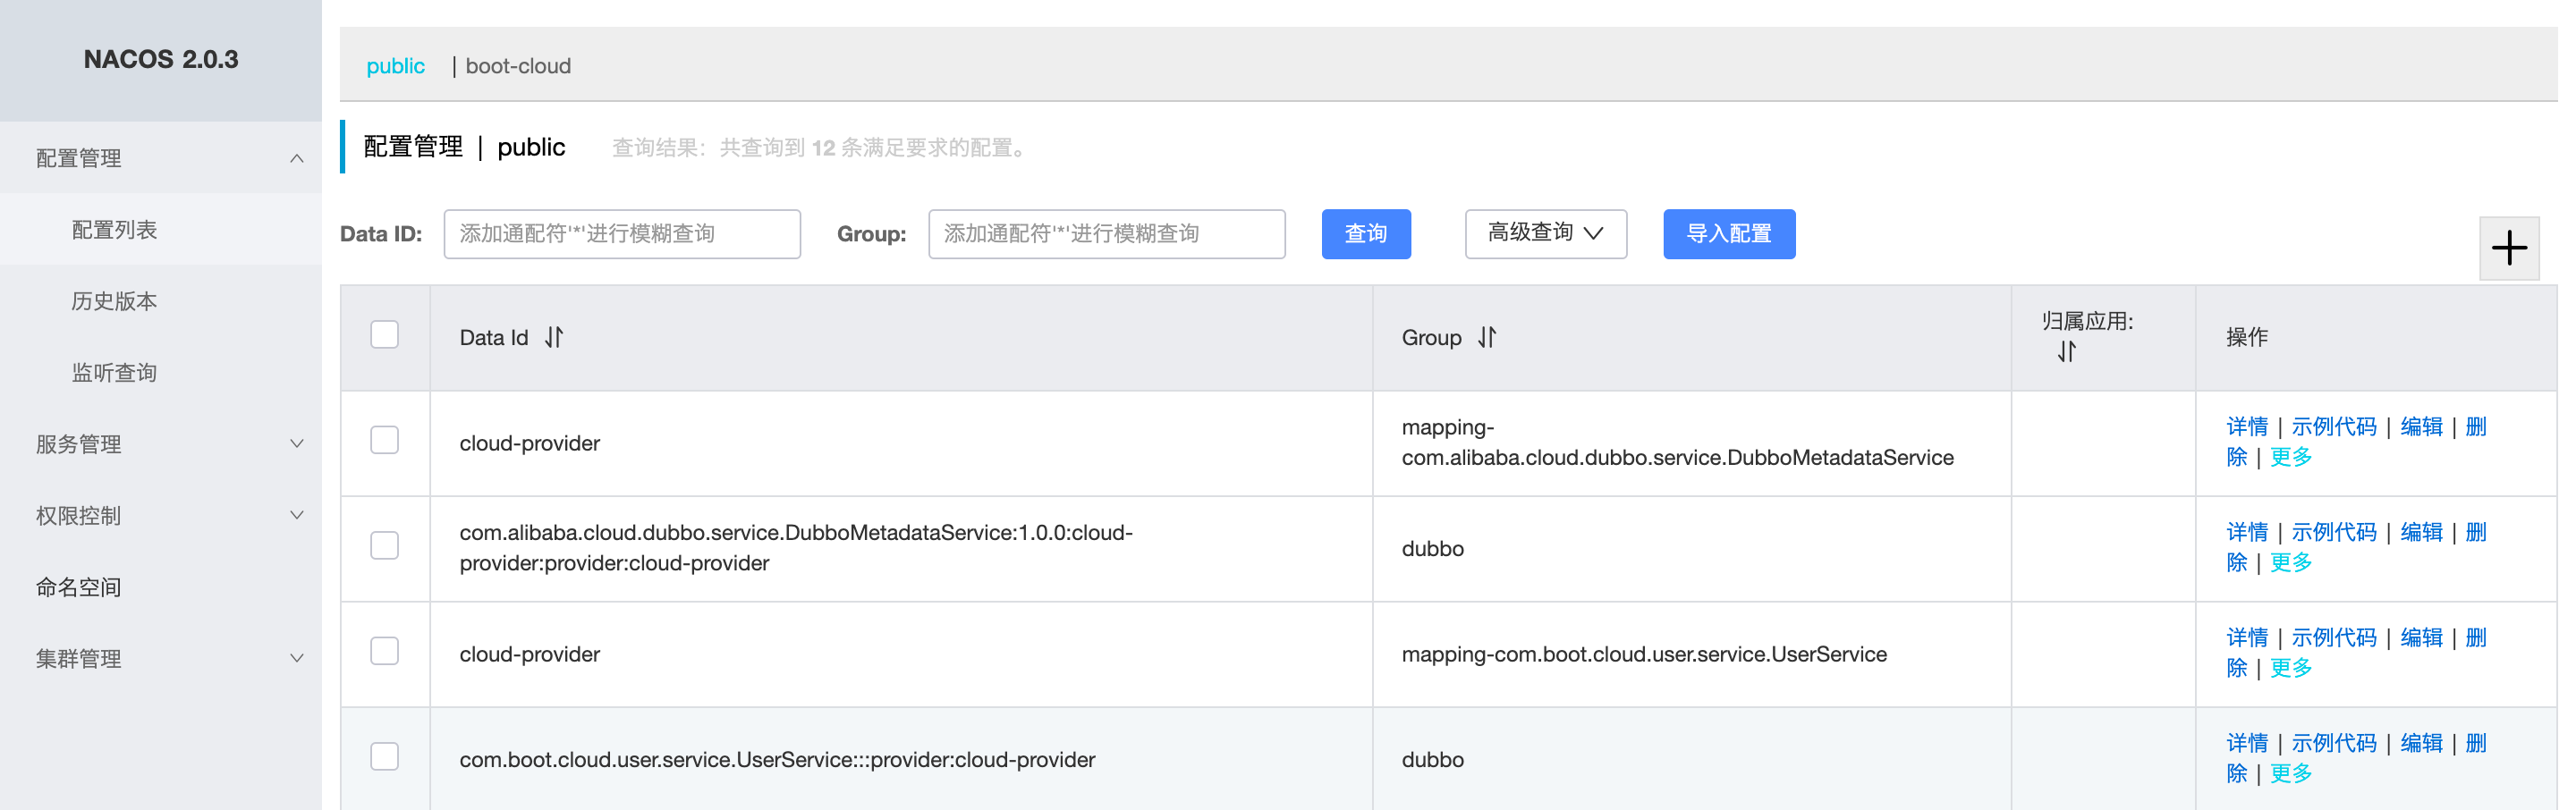 NACOS 2.0.3
配置管理
配置列表
历史版本
监听查询
服务管理
权限控制
命名空间
集群管理
public | boot-cloud
配置管理 | public 查询结果：共查询到 12 条满足要求的配置。
Data ID: 添加通配符'*'进行模糊查询 Group: 添加通配符'*'进行模糊查询 查询 高级查询 导入配置
Data Id Group 归属应用: 操作
cloud-provider
mapping-
com.alibaba.cloud.dubbo.service.DubboMetadataService
详情 | 示例代码 | 编辑 | 删
除 | 更多
com.alibaba.cloud.dubbo.service.DubboMetadataService:1.0.0:cloud-
provider:provider:cloud-provider
dubbo
详情 | 示例代码 | 编辑 | 删
除 | 更多
cloud-provider
mapping-com.boot.cloud.user.service.UserService
详情 | 示例代码 | 编辑 | 删
除 | 更多
com.boot.cloud.user.service.UserService:::provider:cloud-provider
dubbo
详情 | 示例代码 | 编辑 | 删
除 | 更多